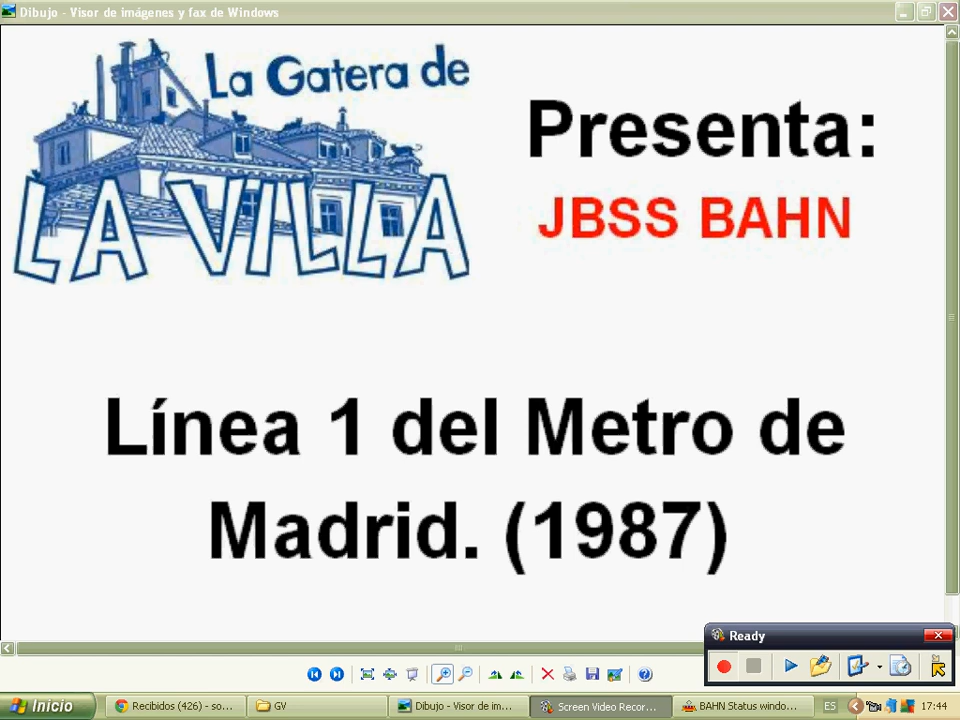 Dibujo - Visor de imágenes y fax de Windows
La Gatera de
LA VILLA
Presenta:
JBSS BAHN
Línea 1 del Metro de
Madrid. (1987)
Ready
Inicio
Recibidos (426) - so...
GV
Dibujo - Visor de im...
Screen Video Recor...
BAHN Status windo...
ES
17:44